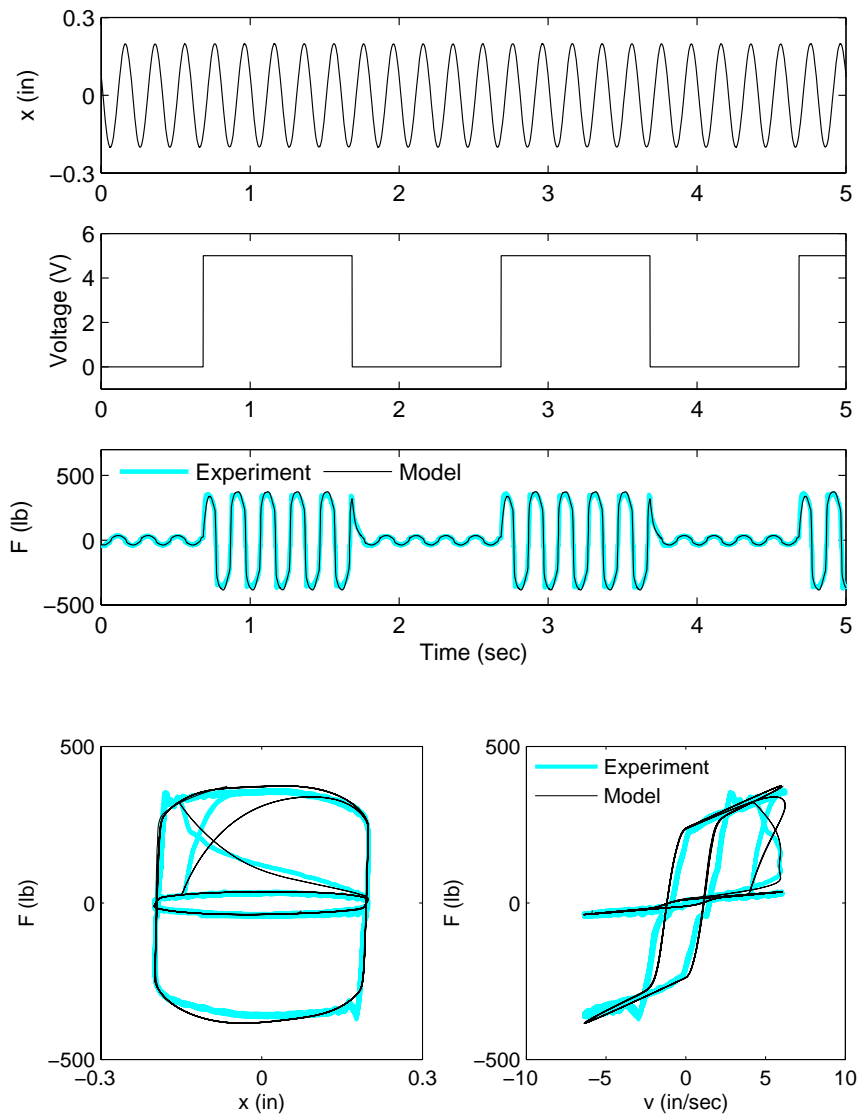 0.3
0
−0.3
x (in)
0 1 2 3 4 5
6
4
2
0
Voltage (V)
0 1 2 3 4 5
500
0
−500
F (lb)
Experiment Model
0 1 2 3 4 5
Time (sec)
500
0
−500
F (lb)
−0.3 0 0.3
x (in)
500
0
−500
F (lb)
Experiment
Model
−10 −5 0 5 10
v (in/sec)